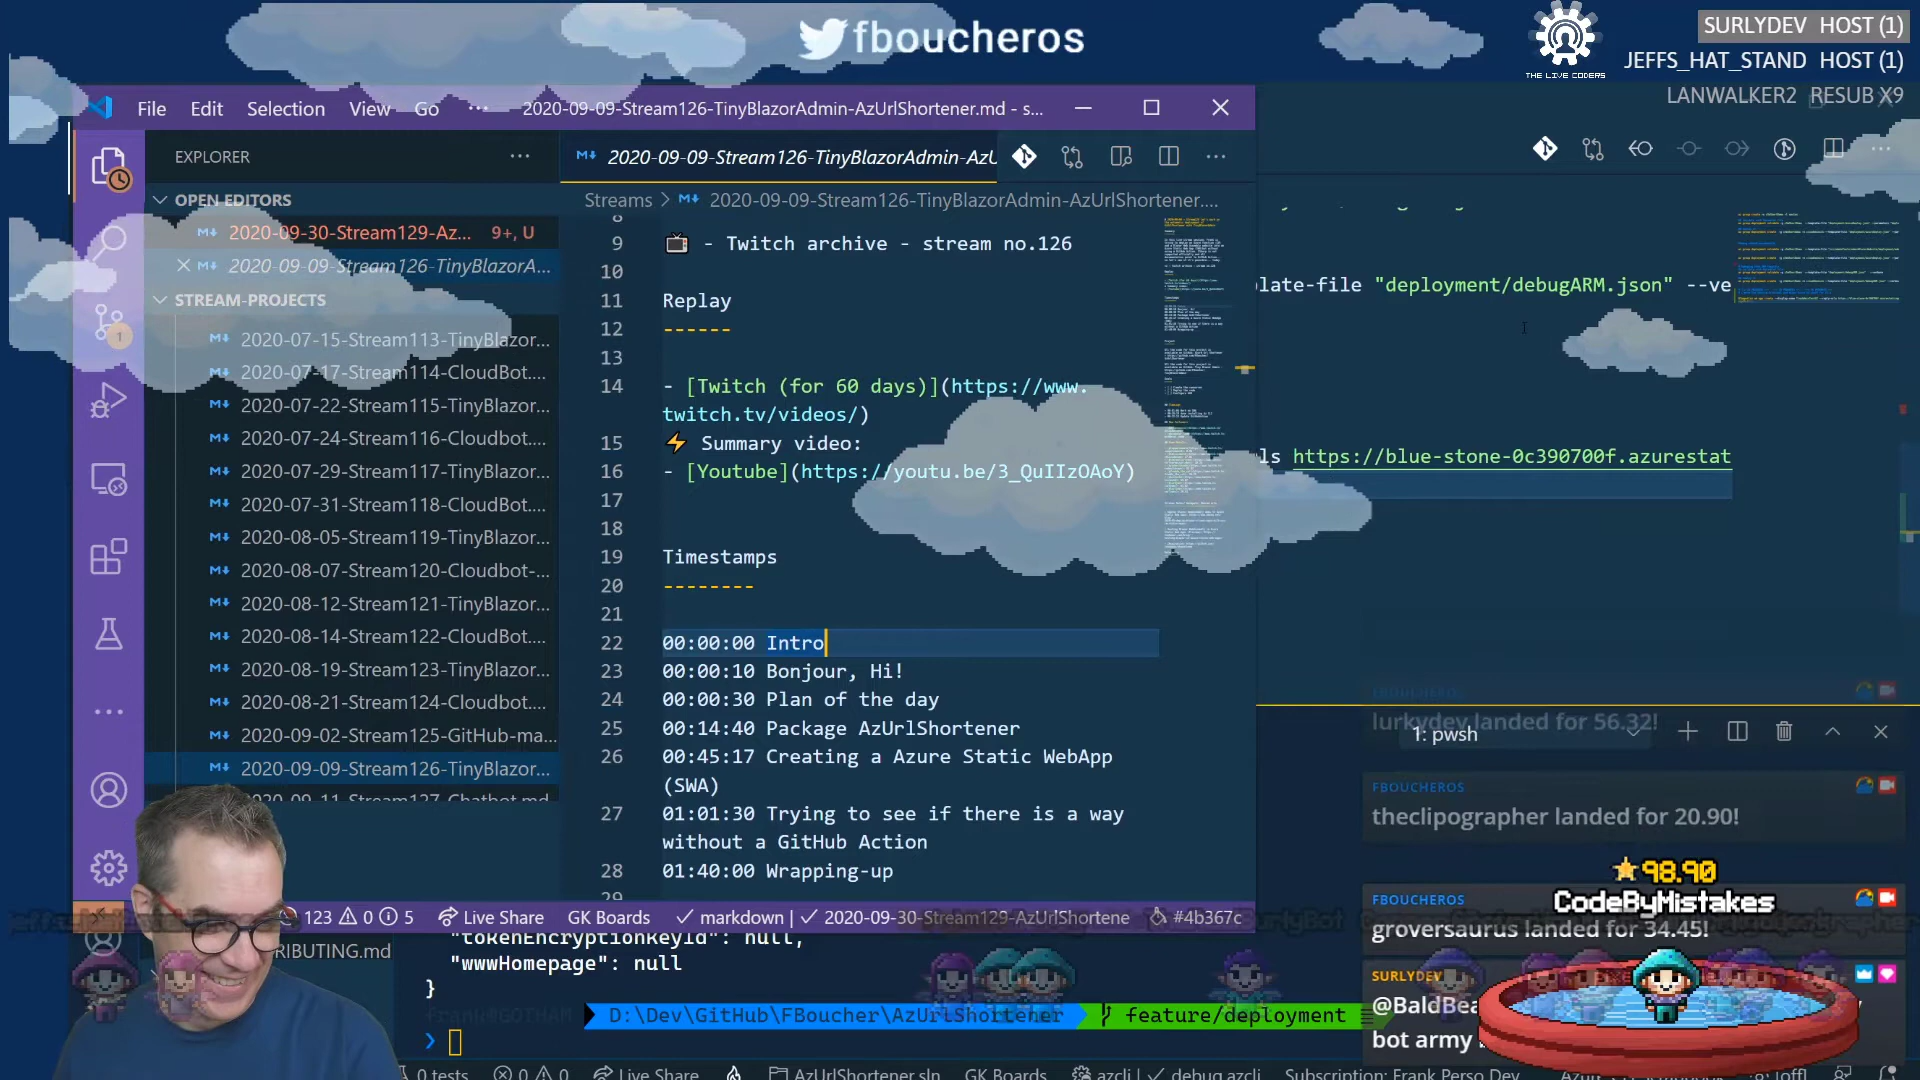 fboucheros
SURLYDEV HOST (1)
JEFFS_HAT_STAND HOST (1)
LANWALKER2 RESUB X9
THE LIVE CODERS
File Edit Selection View Go ··· 2020-09-09-Stream126-TinyBlazorAdmin-AzUrlShortener.md - s...
EXPLORER
2020-09-09-Stream126-TinyBlazorAdmin-AzU
OPEN EDITORS
Streams > 2020-09-09-Stream126-TinyBlazorAdmin-AzUrlShortener....
2020-09-30-Stream129-Az... 9+, U
2020-09-09-Stream126-TinyBlazorA...
STREAM-PROJECTS
2020-07-15-Stream113-TinyBlazor...
2020-07-17-Stream114-CloudBot....
2020-07-22-Stream115-TinyBlazor...
2020-07-24-Stream116-Cloudbot....
2020-07-29-Stream117-TinyBlazor...
2020-07-31-Stream118-CloudBot....
2020-08-05-Stream119-TinyBlazor...
2020-08-07-Stream120-Cloudbot-...
2020-08-12-Stream121-TinyBlazor...
2020-08-14-Stream122-CloudBot....
2020-08-19-Stream123-TinyBlazor...
2020-08-21-Stream124-Cloudbot....
2020-09-02-Stream125-GitHub-ma...
2020-09-09-Stream126-TinyBlazor...
2020-09-11-Stream127-Chatbot.md
8
9 📺 - Twitch archive - stream no.126
10
11 Replay
12 ------
13
14 - [Twitch (for 60 days)](https://www.
twitch.tv/videos/)
15 ⚡ Summary video:
16 - [Youtube](https://youtu.be/3_QuIIzOAoY)
17
18
19 Timestamps
20 --------
21
22 00:00:00 Intro
23 00:00:10 Bonjour, Hi!
24 00:00:30 Plan of the day
25 00:14:40 Package AzUrlShortener
26 00:45:17 Creating a Azure Static WebApp
(SWA)
27 01:01:30 Trying to see if there is a way
without a GitHub Action
28 01:40:00 Wrapping-up
29
late-file "deployment/debugARM.json" --ve
ls https://blue-stone-0c390700f.azurestat
1: pwsh
FBOUCHEROS
lurkydev landed for 56.32!
FBOUCHEROS
theclipographer landed for 20.90!
98.90
CodeByMistakes
FBOUCHEROS
groversaurus landed for 34.45!
SURLYDEV
@BaldBea
bot army
123 0 5 Live Share GK Boards markdown | 2020-09-30-Stream129-AzUrlShortene #4b367c
RIBUTING.md
"tokenEncryptionKeyId": null,
"wwwHomepage": null
}
D:\Dev\GitHub\FBoucher\AzUrlShortener feature/deployment
❯
0 tests 0 0 Live Share AzUrlShortener.sln GK Boards azcli | debug.azcli Subscription: Frank Perso Dev